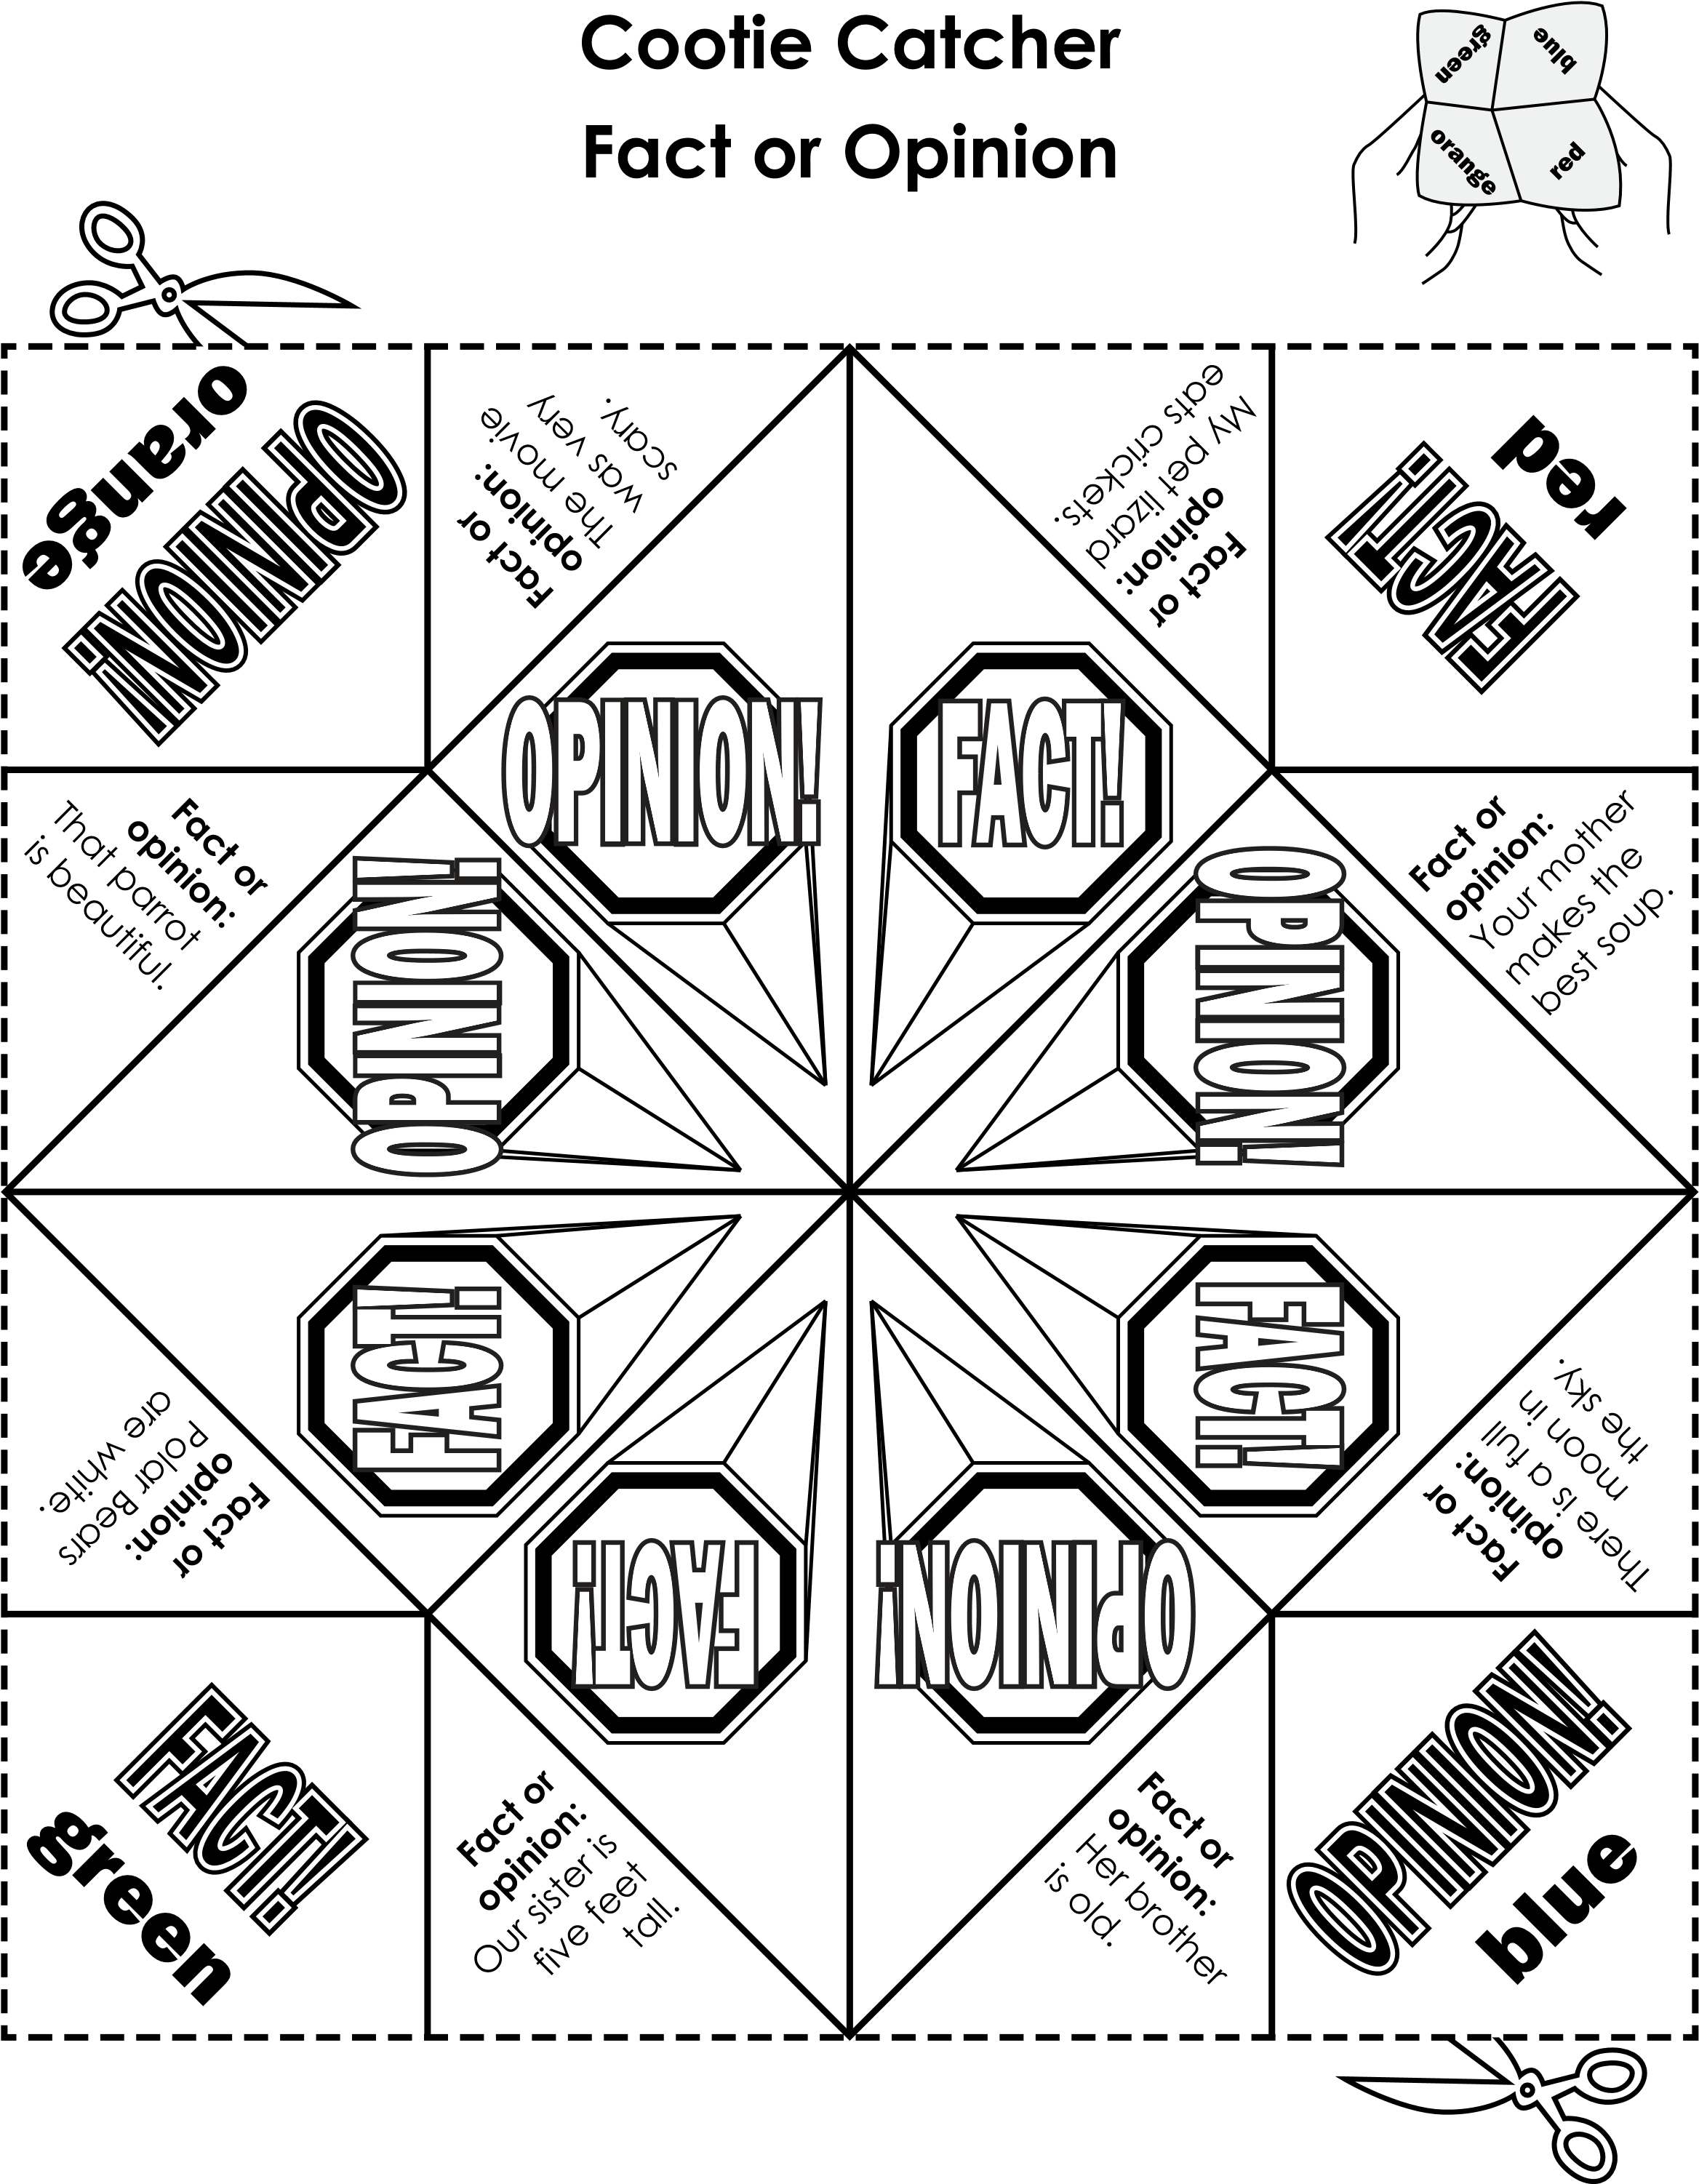 Cootie Catcher
Fact or Opinion
green
blue
orange
red
orange
OPINION!
Fact or
opinion:
The movie
was very
scary.
Fact or
opinion:
My pet lizard
eats crickets.
red
FACT!
OPINION!
FACT!
Fact or
opinion:
That parrot
is beautiful.
OPINION!
OPINION!
Fact or
opinion:
Your mother
makes the
best soup.
Fact or
opinion:
Polar Bears
are white.
FACT!
FACT!
Fact or
opinion:
There is a full
moon in
the sky.
FACT!
OPINION!
green
FACT!
Fact or
opinion:
Our sister is
five feet
tall.
Fact or
opinion:
Her brother
is old.
OPINION!
blue